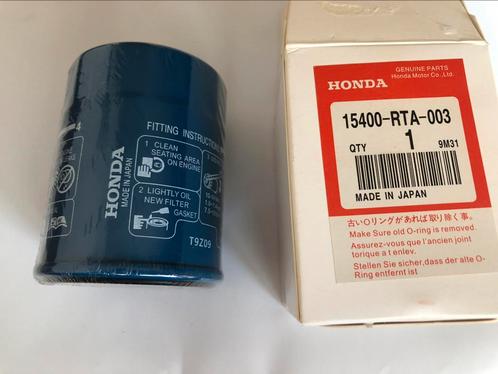 4
HONDA
MADE IN JAPAN
FITTING INSTRUCTION
1 CLEAN
SEATING AREA
ON ENGINE
2 LIGHTLY OIL
NEW FILTER
GASKET
T9Z09
GENUINE PARTS
Honda Motor Co., Ltd.
HONDA
15400-RTA-003
QTY
1
9M31
MADE IN JAPAN
古いOリングがあれば取り除く事。
Make Sure old O-ring is removed.
Assurez-vous que l'ancien joint
torique a t enlev.
Stellen Sie sicher,dass der alte O-
Ring entfernt ist